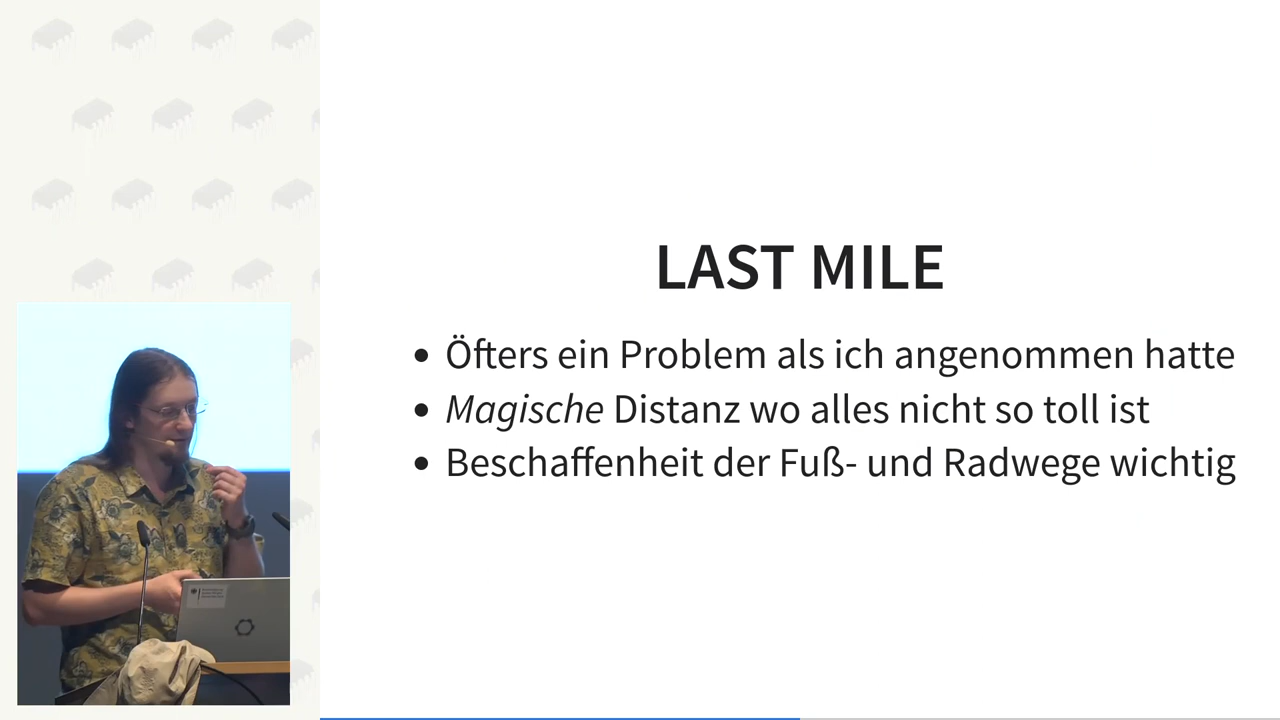 LAST MILE
• Öfters ein Problem als ich angenommen hatte
• Magische Distanz wo alles nicht so toll ist
• Beschaffenheit der Fuß- und Radwege wichtig